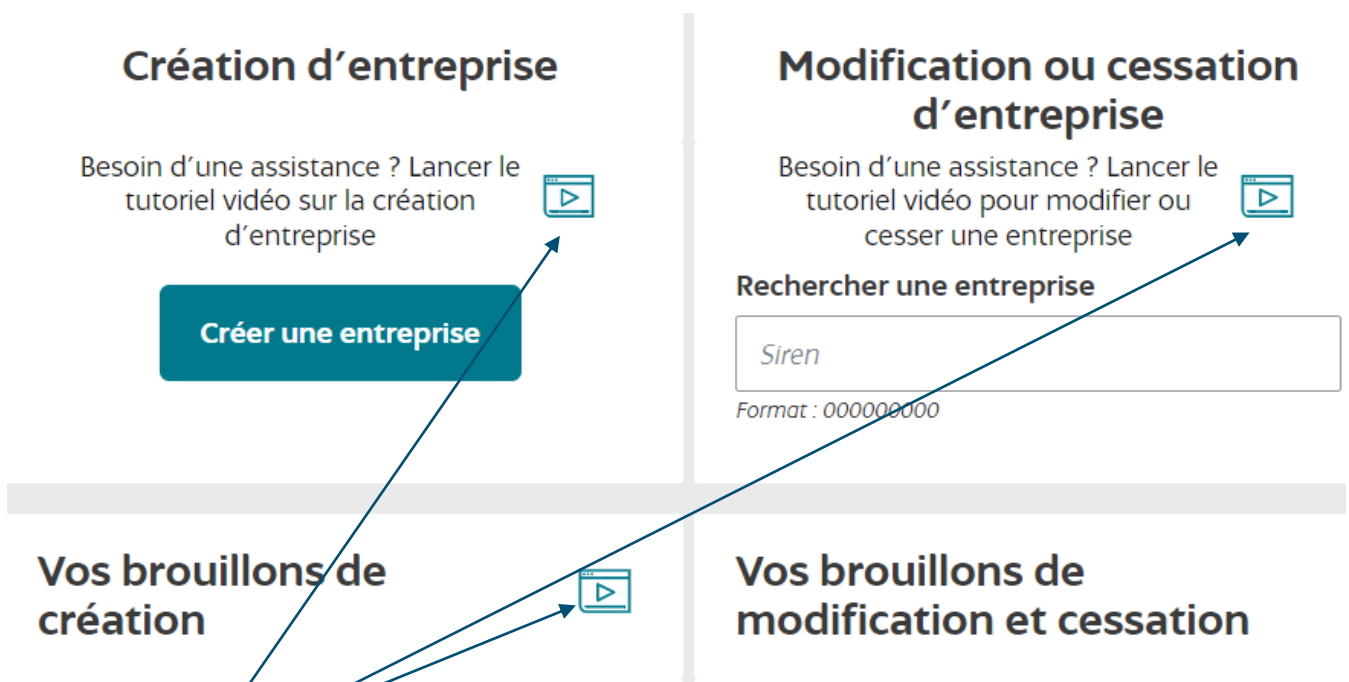 Création d′entreprise
Besoin d′une assistance ? Lancer le
tutoriel vidéo sur la création
d′entreprise
Créer une entreprise
Modification ou cessation
d′entreprise
Besoin d′une assistance ? Lancer le
tutoriel vidéo pour modifier ou
cesser une entreprise
Rechercher une entreprise
Siren
Format : 000000000
Vos brouillons de
création
Vos brouillons de
modification et cessation